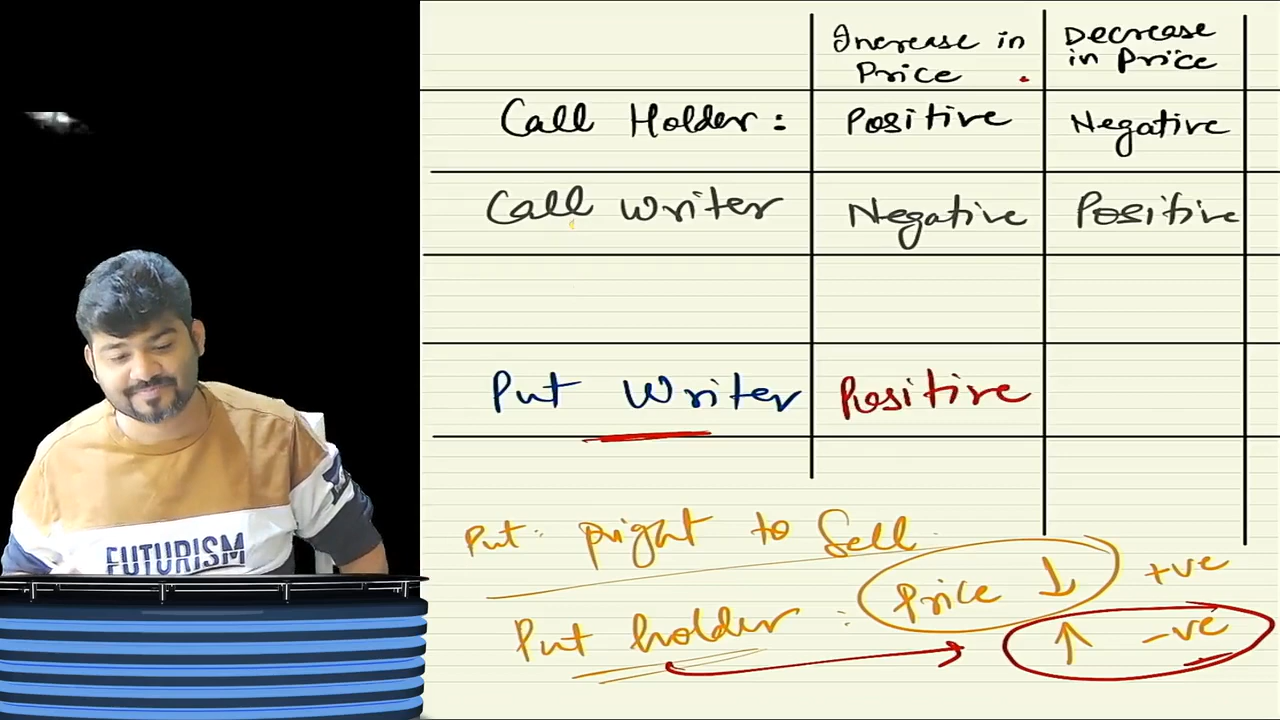 Increase in Price
Decrease in Price
Call Holder: Positive Negative
Call Writer Negative Positive
Put Writer Positive
Put: right to Sell
Put holder: Price ↓ +ve
↑ -ve
FUTURISM